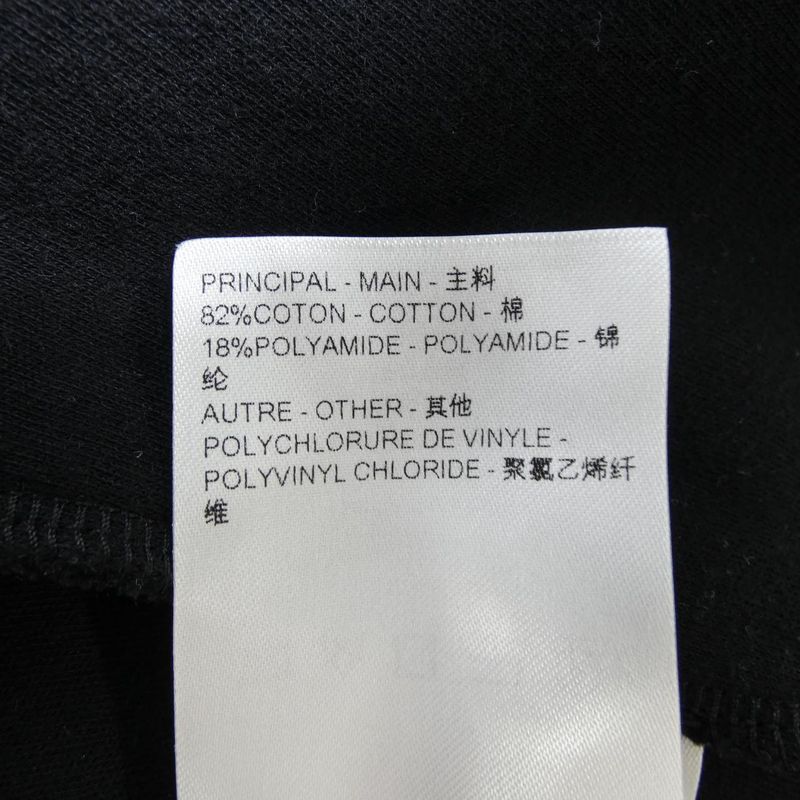 PRINCIPAL - MAIN - 主料
82%COTON - COTTON - 棉
18%POLYAMIDE - POLYAMIDE - 锦
纶
AUTRE - OTHER - 其他
POLYCHLORURE DE VINYLE -
POLYVINYL CHLORIDE - 聚氯乙烯纤
维